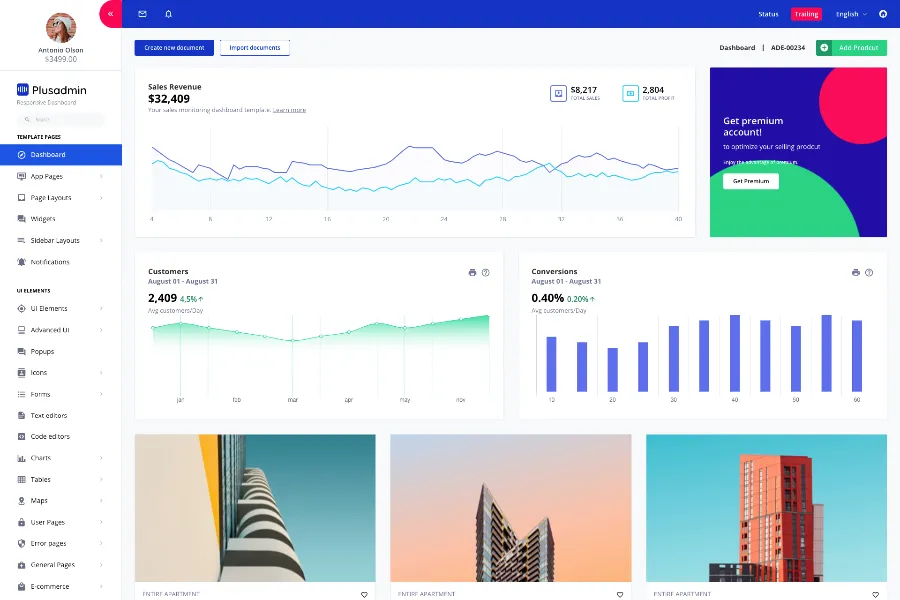 «
Status
Trailing
English
Antonio Olson
$3499.00
Create new document
Import documents
Dashboard | ADE-00234
Add Prodcut
Plusadmin
Responsive Dashboard
Search
TEMPLATE PAGES
Dashboard
App Pages
Page Layouts
Widgets
Sidebar Layouts
Notifications
UI ELEMENTS
UI Elements
Advanced UI
Popups
Icons
Forms
Text editors
Code editors
Charts
Tables
Maps
User Pages
Error pages
General Pages
E-commerce
Sales Revenue
$32,409
Your sales monitoring dashboard template. Learn more
$8,217
TOTAL SALES
2,804
TOTAL PROFIT
4 8 12 16 20 24 28 32 36 40
Get premium
account!
to optimize your selling prodcut
Enjoy the advantage of premium.
Get Premium
Customers
August 01 - August 31
2,409 4.5%
Avg customers/Day
jan feb mar apr may nov
Conversions
August 01 - August 31
0.40% 0.20%
Avg customers/Day
10 20 30 40 50 60
ENTIRE APARTMENT
ENTIRE APARTMENT
ENTIRE APARTMENT